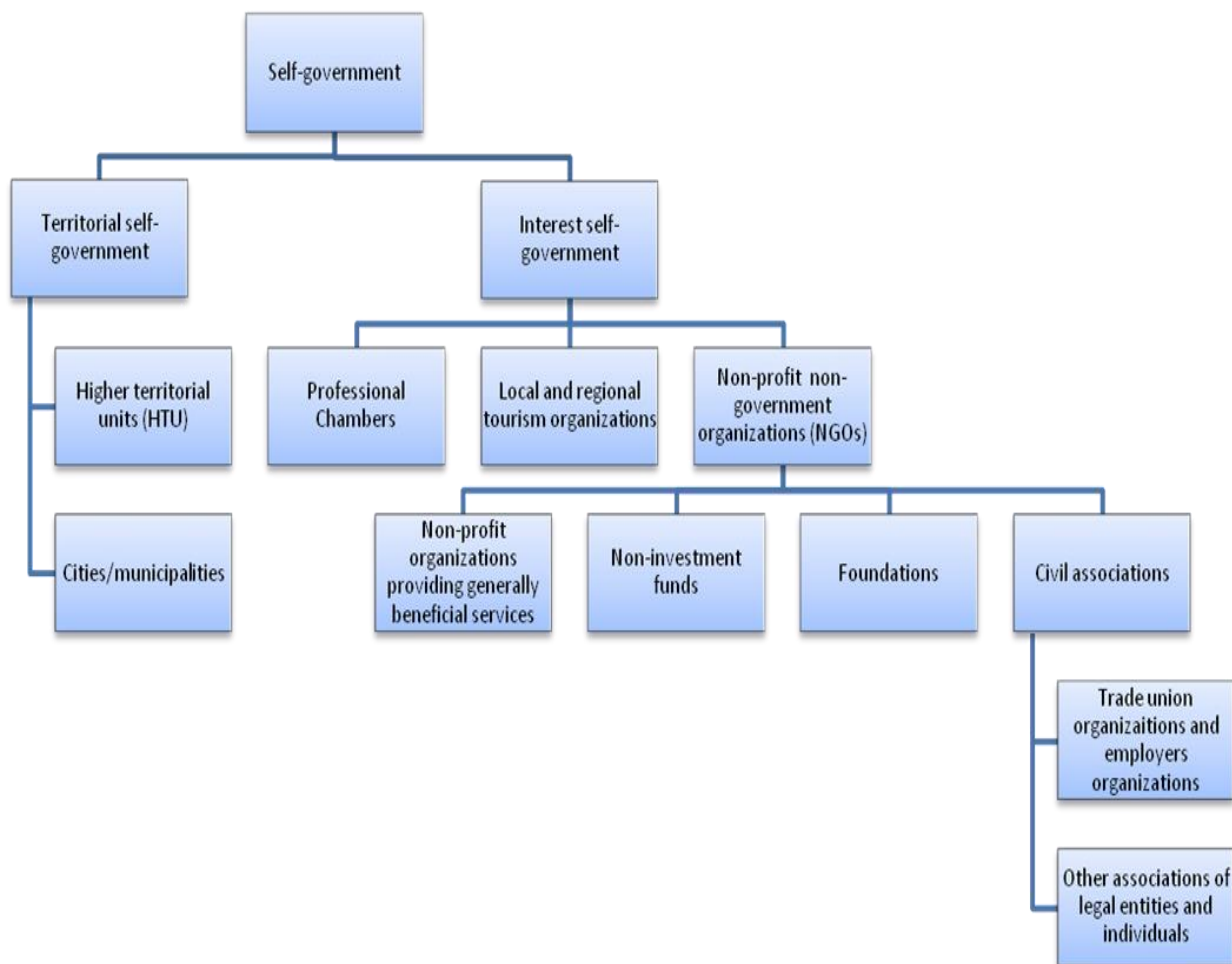 Self-government
Territorial self-
government
Interest self-
government
Higher territorial
units (HTU)
Professional
Chambers
Local and regional
tourism organizations
Non-profit non-
government
organizations (NGOs)
Cities/municipalities
Non-profit
organizations
providing generally
beneficial services
Non-investment
funds
Foundations
Civil associations
Trade union
organizaitions and
employers
organizations
Other associations of
legal entities and
individuals